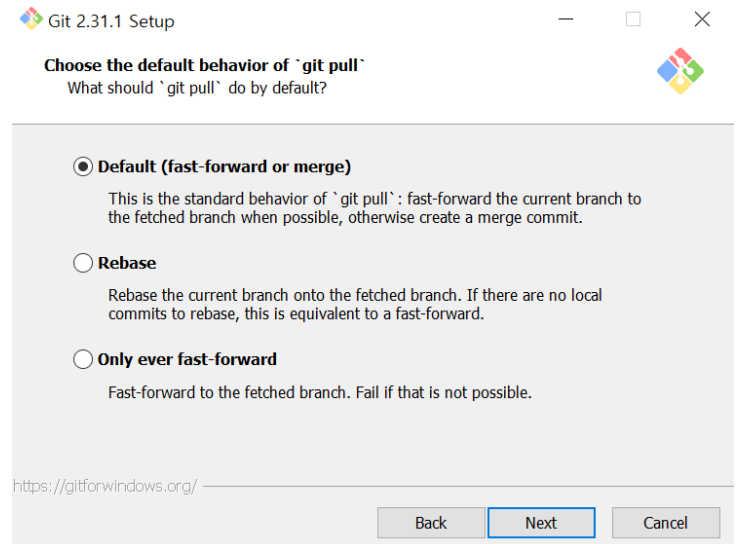 Git 2.31.1 Setup
Choose the default behavior of `git pull`
What should `git pull` do by default?
Default (fast-forward or merge)
This is the standard behavior of `git pull`: fast-forward the current branch to
the fetched branch when possible, otherwise create a merge commit.
Rebase
Rebase the current branch onto the fetched branch. If there are no local
commits to rebase, this is equivalent to a fast-forward.
Only ever fast-forward
Fast-forward to the fetched branch. Fail if that is not possible.
https://gitforwindows.org/
Back Next Cancel